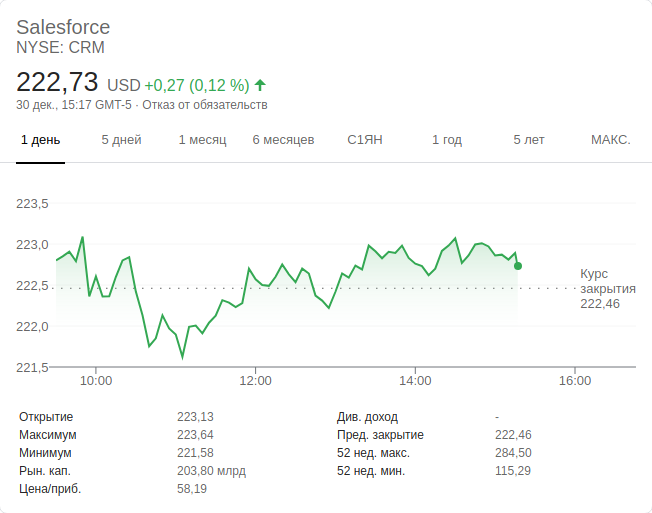 Salesforce
NYSE: CRM
222,73 USD +0,27 (0,12 %)
30 дек., 15:17 GMT-5 · Отказ от обязательств
1 день 5 дней 1 месяц 6 месяцев С1ЯН 1 год 5 лет МАКС.
223,5
223,0
222,5
222,0
221,5
Курс
закрытия
222,46
10:00 12:00 14:00 16:00
Открытие 223,13 Див. доход -
Максимум 223,64 Пред. закрытие 222,46
Минимум 221,58 52 нед. макс. 284,50
Рын. кап. 203,80 млрд 52 нед. мин. 115,29
Цена/приб. 58,19